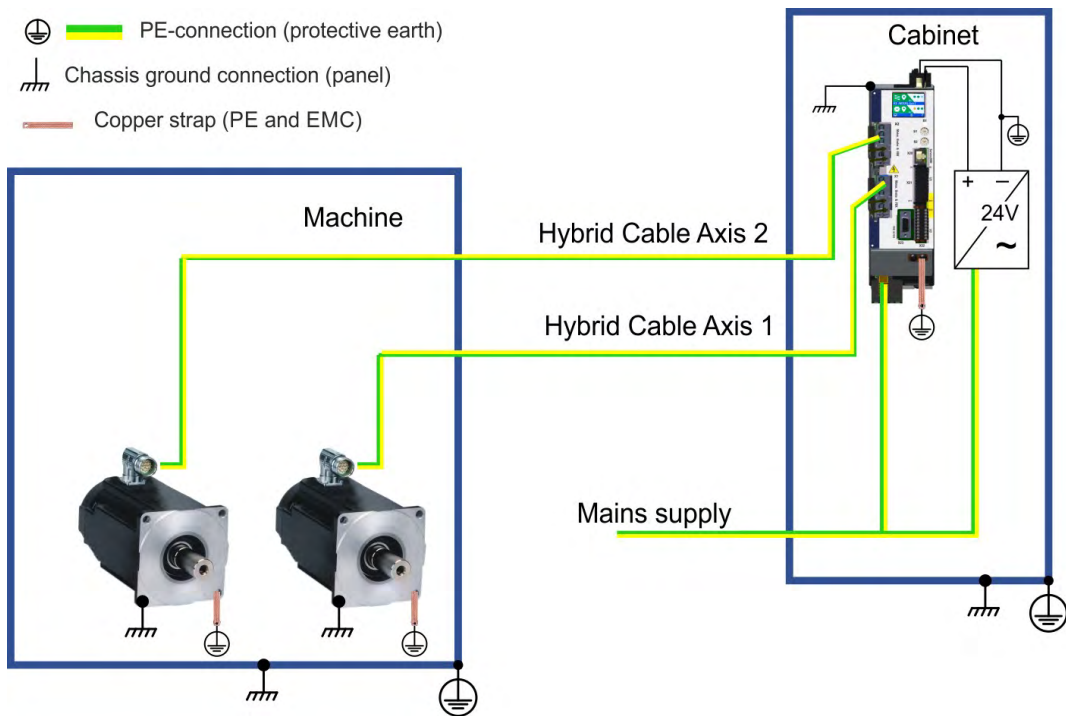 PE-connection (protective earth)
Chassis ground connection (panel)
Copper strap (PE and EMC)
Cabinet
Machine
+ −
24V
~
Hybrid Cable Axis 2
Hybrid Cable Axis 1
Mains supply